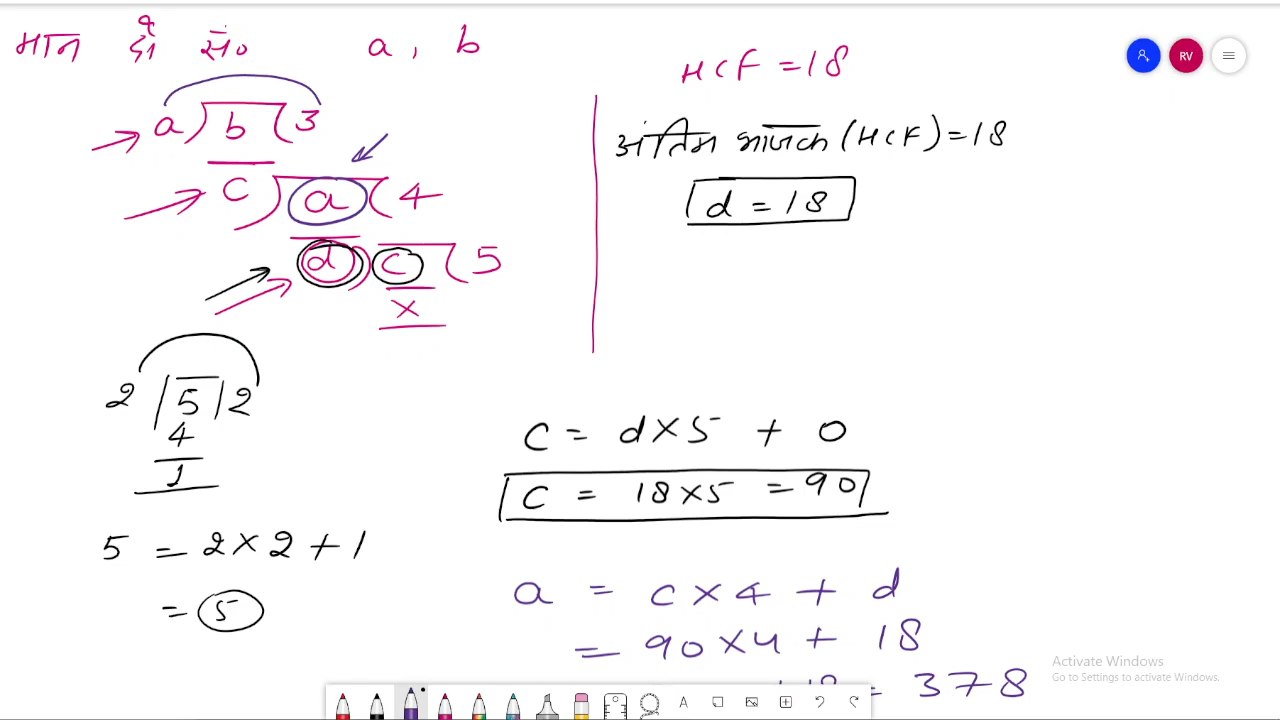 माना दो सं० a , b
HCF = 18
a) b (3
c) a (4
d) c (5
x
अंतिम भाजक (HCF) = 18
d = 18
2 | 5 | 2
4
1
5 = 2 × 2 + 1
= 5
c = d × 5 + 0
c = 18 × 5 = 90
a = c × 4 + d
= 90 × 4 + 18
= 378
RV
Activate Windows
Go to Settings to activate Windows.